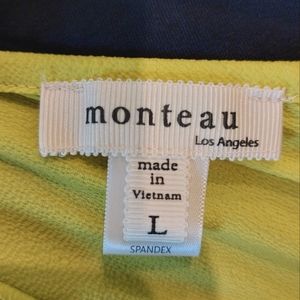 monteau
Los Angeles
made
in
Vietnam
L
SPANDEX